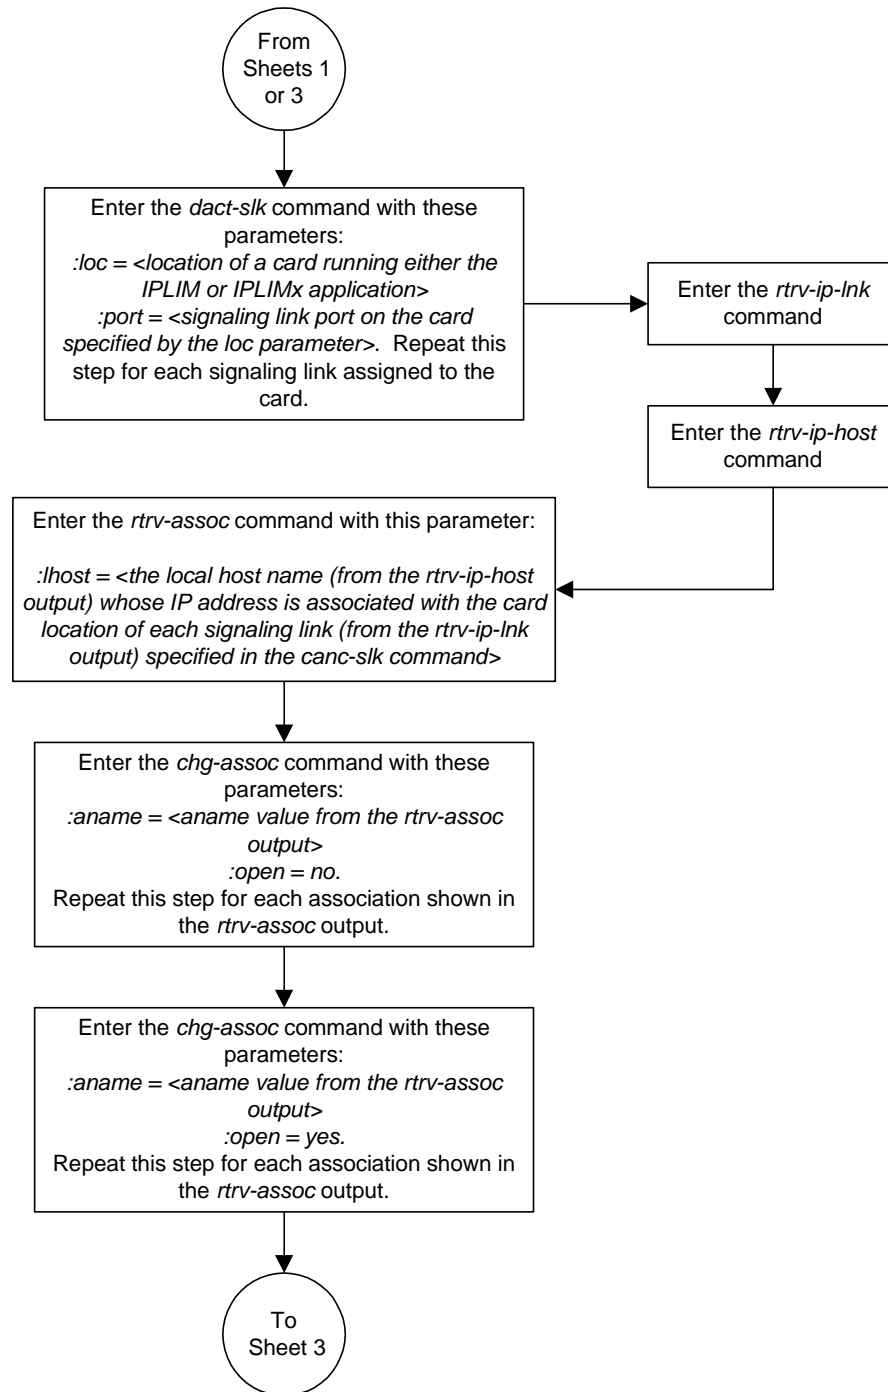 From
Sheets 1
or 3
Enter the dact-slk command with these
parameters:
:loc = <location of a card running either the
IPLIM or IPLIMx application>
:port = <signaling link port on the card
specified by the loc parameter>.  Repeat this
step for each signaling link assigned to the
card.
Enter the rtrv-ip-lnk
command
Enter the rtrv-ip-host
command
Enter the rtrv-assoc command with this parameter:
:lhost = <the local host name (from the rtrv-ip-host
output) whose IP address is associated with the card
location of each signaling link (from the rtrv-ip-lnk
output) specified in the canc-slk command>
Enter the chg-assoc command with these
parameters:
:aname = <aname value from the rtrv-assoc
output>
:open = no.
Repeat this step for each association shown in
the rtrv-assoc output.
Enter the chg-assoc command with these
parameters:
:aname = <aname value from the rtrv-assoc
output>
:open = yes.
Repeat this step for each association shown in
the rtrv-assoc output.
To
Sheet 3